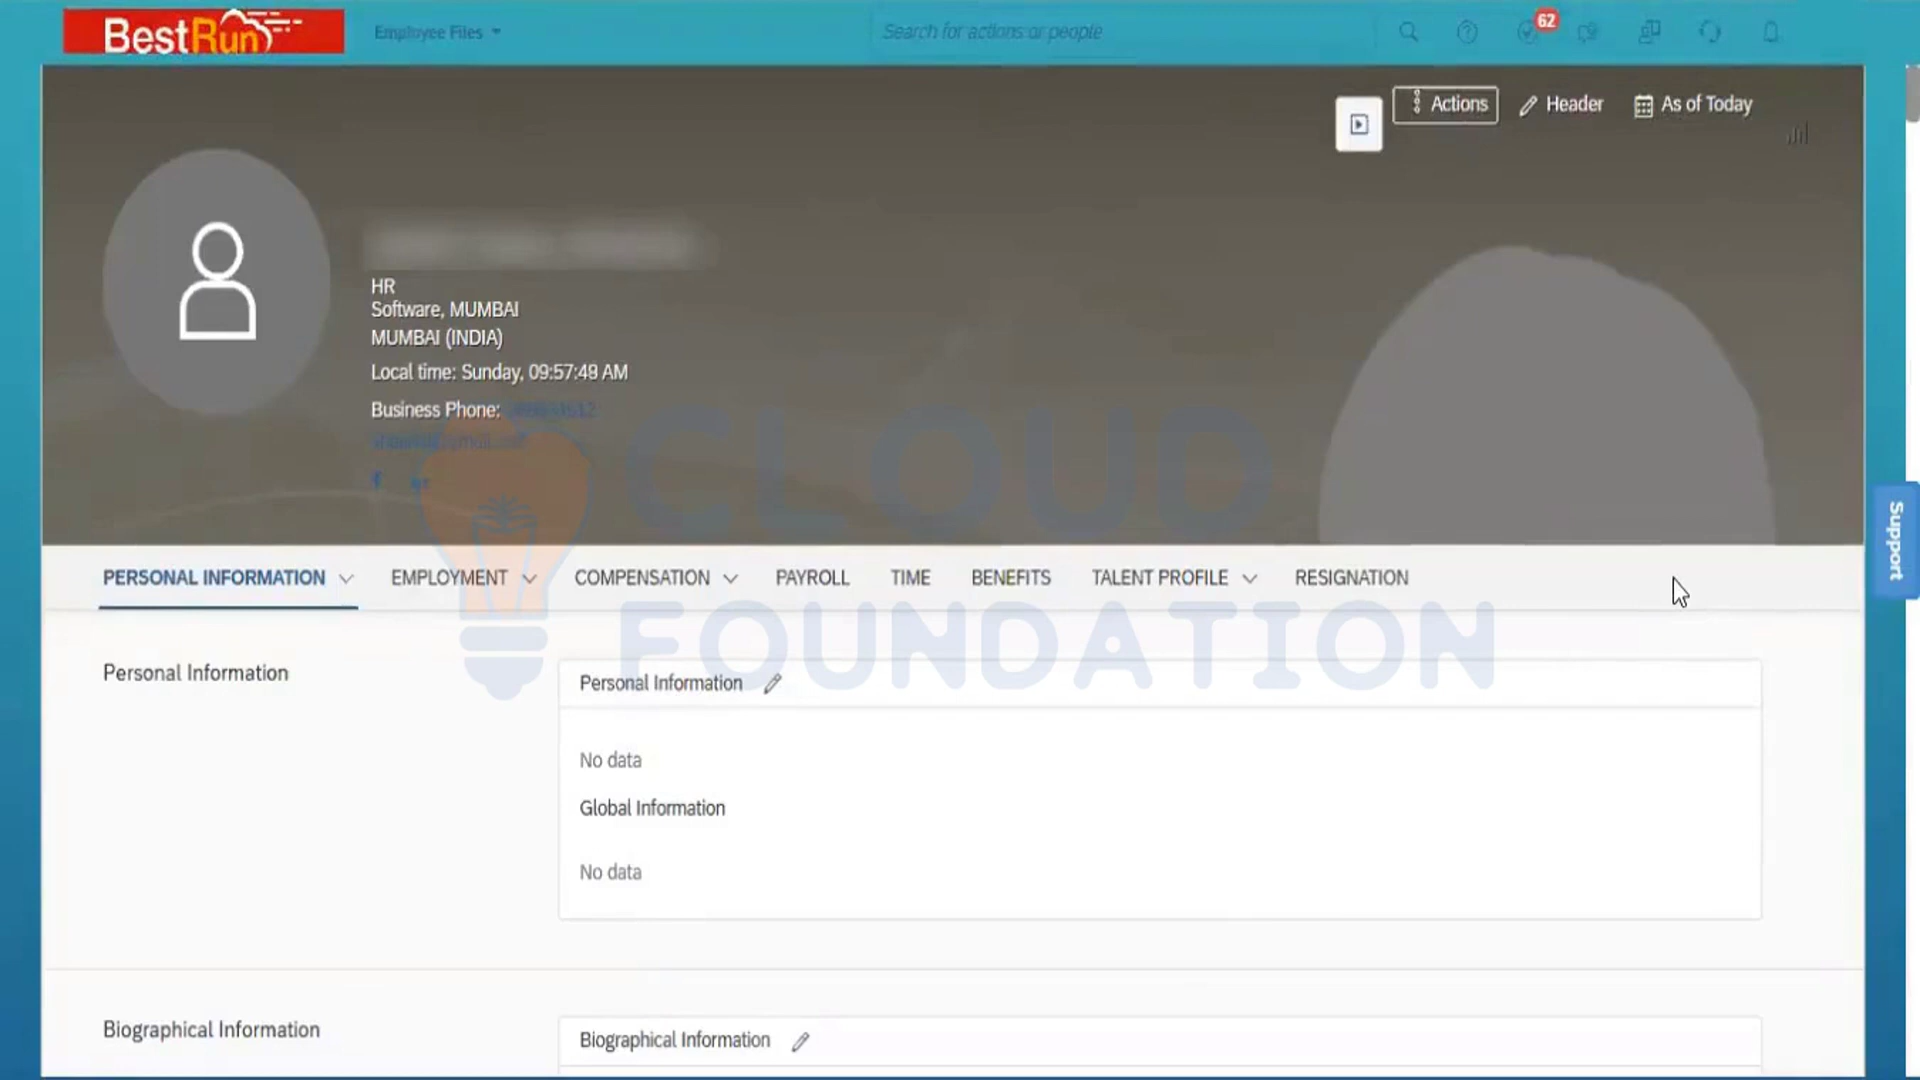 BestRun
Employee Files
Search for actions or people
62
Actions
Header
As of Today
HR
Software, MUMBAI
MUMBAI (INDIA)
Local time: Sunday, 09:57:49 AM
Business Phone:
CLOUD
FOUNDATION
Support
PERSONAL INFORMATION
EMPLOYMENT
COMPENSATION
PAYROLL
TIME
BENEFITS
TALENT PROFILE
RESIGNATION
Personal Information
Personal Information
No data
Global Information
No data
Biographical Information
Biographical Information